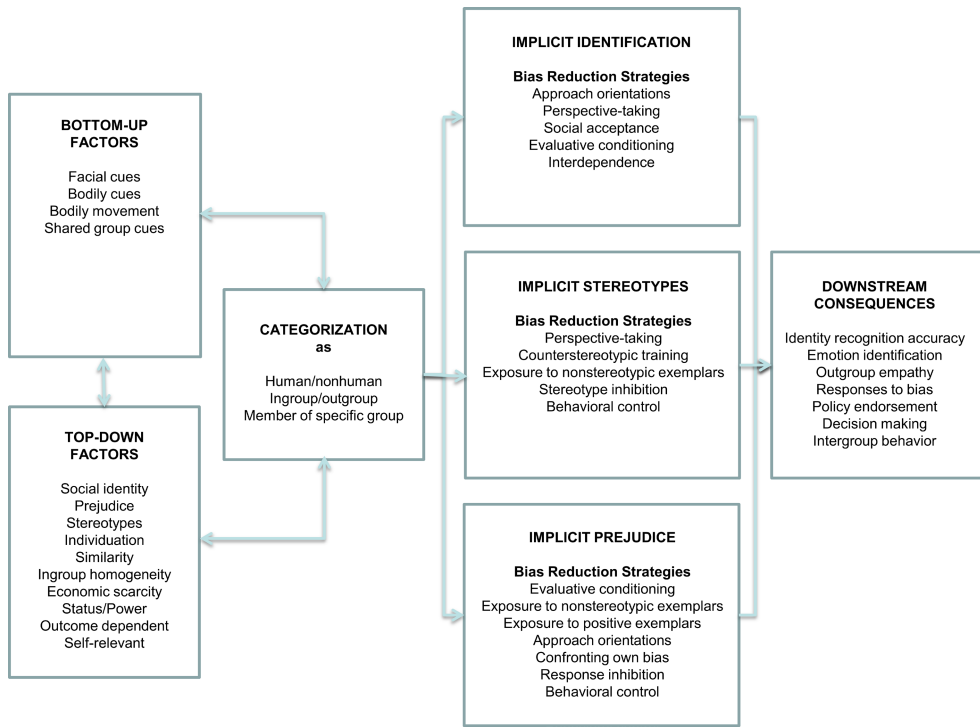 BOTTOM-UP
FACTORS
Facial cues
Bodily cues
Bodily movement
Shared group cues
TOP-DOWN
FACTORS
Social identity
Prejudice
Stereotypes
Individuation
Similarity
Ingroup homogeneity
Economic scarcity
Status/Power
Outcome dependent
Self-relevant
CATEGORIZATION
as
Human/nonhuman
Ingroup/outgroup
Member of specific group
IMPLICIT IDENTIFICATION
Bias Reduction Strategies
Approach orientations
Perspective-taking
Social acceptance
Evaluative conditioning
Interdependence
IMPLICIT STEREOTYPES
Bias Reduction Strategies
Perspective-taking
Counterstereotypic training
Exposure to nonstereotypic exemplars
Stereotype inhibition
Behavioral control
IMPLICIT PREJUDICE
Bias Reduction Strategies
Evaluative conditioning
Exposure to nonstereotypic exemplars
Exposure to positive exemplars
Approach orientations
Confronting own bias
Response inhibition
Behavioral control
DOWNSTREAM
CONSEQUENCES
Identity recognition accuracy
Emotion identification
Outgroup empathy
Responses to bias
Policy endorsement
Decision making
Intergroup behavior